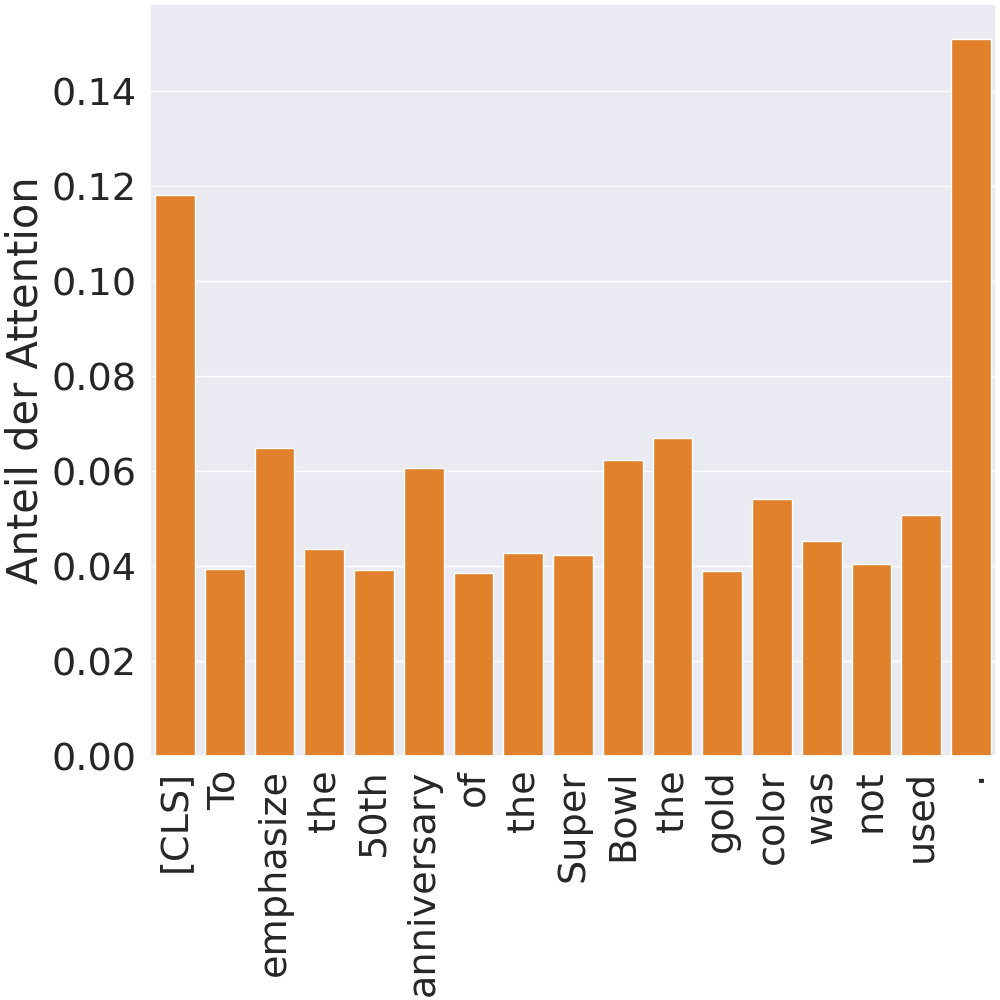 Anteil der Attention
0.14
0.12
0.10
0.08
0.06
0.04
0.02
0.00
[CLS]
To
emphasize
the
50th
anniversary
of
the
Super
Bowl
the
gold
color
was
not
used
.